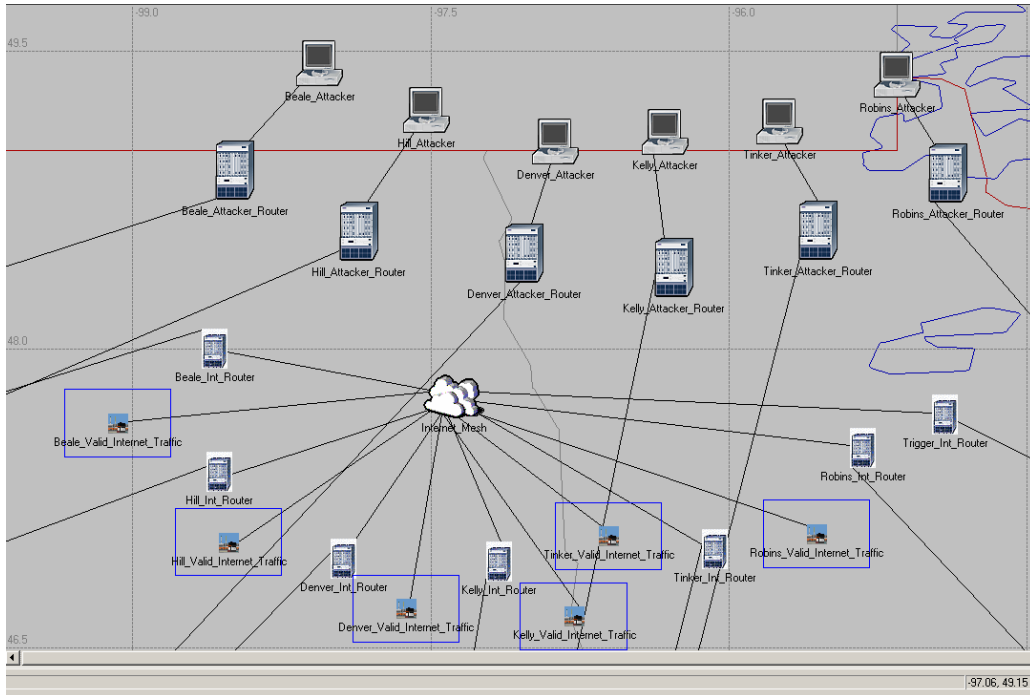 -99.0
-97.5
-96.0
49.5
Beale_Attacker
Hill_Attacker
Denver_Attacker
Kelly_Attacker
Tinker_Attacker
Robins_Attacker
Beale_Attacker_Router
Hill_Attacker_Router
Denver_Attacker_Router
Kelly_Attacker_Router
Tinker_Attacker_Router
Robins_Attacker_Router
48.0
Beale_Int_Router
Internet_Mesh
Beale_Valid_Internet_Traffic
Trigger_Int_Router
Robins_Int_Router
Hill_Int_Router
Hill_Valid_Internet_Traffic
Tinker_Valid_Internet_Traffic
Robins_Valid_Internet_Traffic
Denver_Int_Router
Kelly_Int_Router
Tinker_Int_Router
Denver_Valid_Internet_Traffic
Kelly_Valid_Internet_Traffic
46.5
-97.06, 49.15